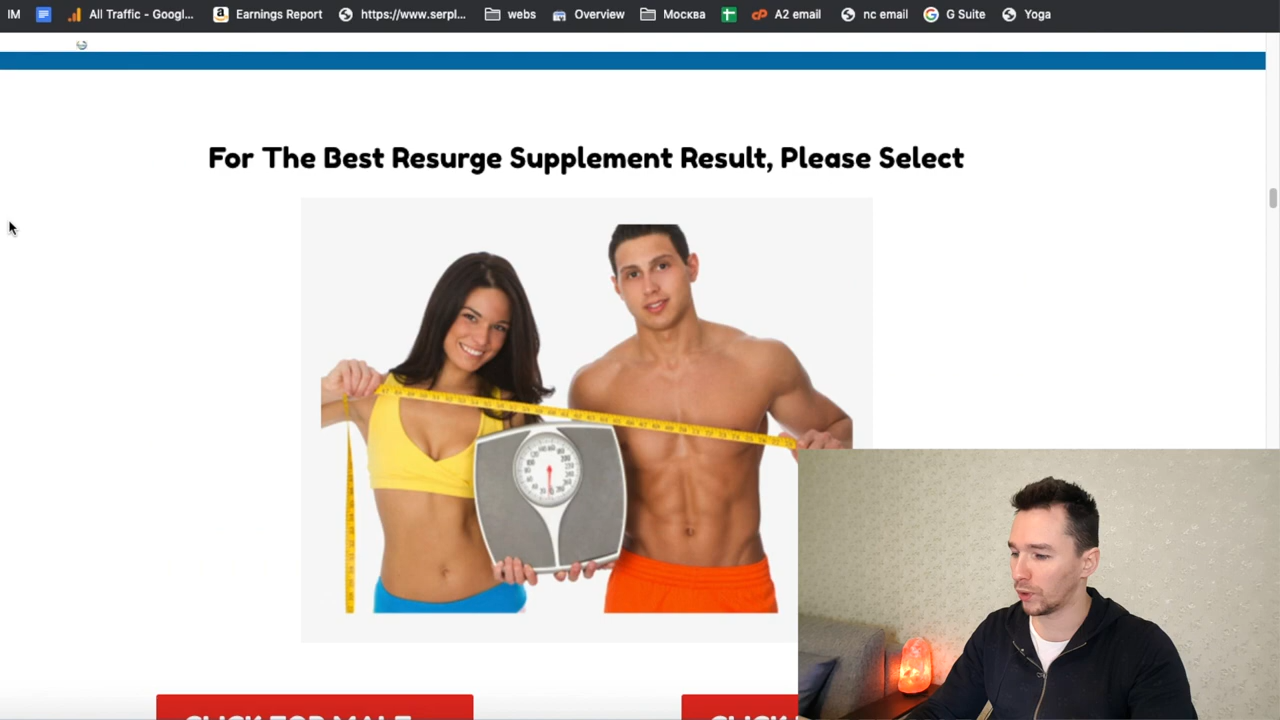 IM All Traffic - Googl... Earnings Report https://www.serpl... webs Overview Москва A2 email nc email G Suite Yoga
For The Best Resurge Supplement Result, Please Select
CLICK FOR MALE
CLICK